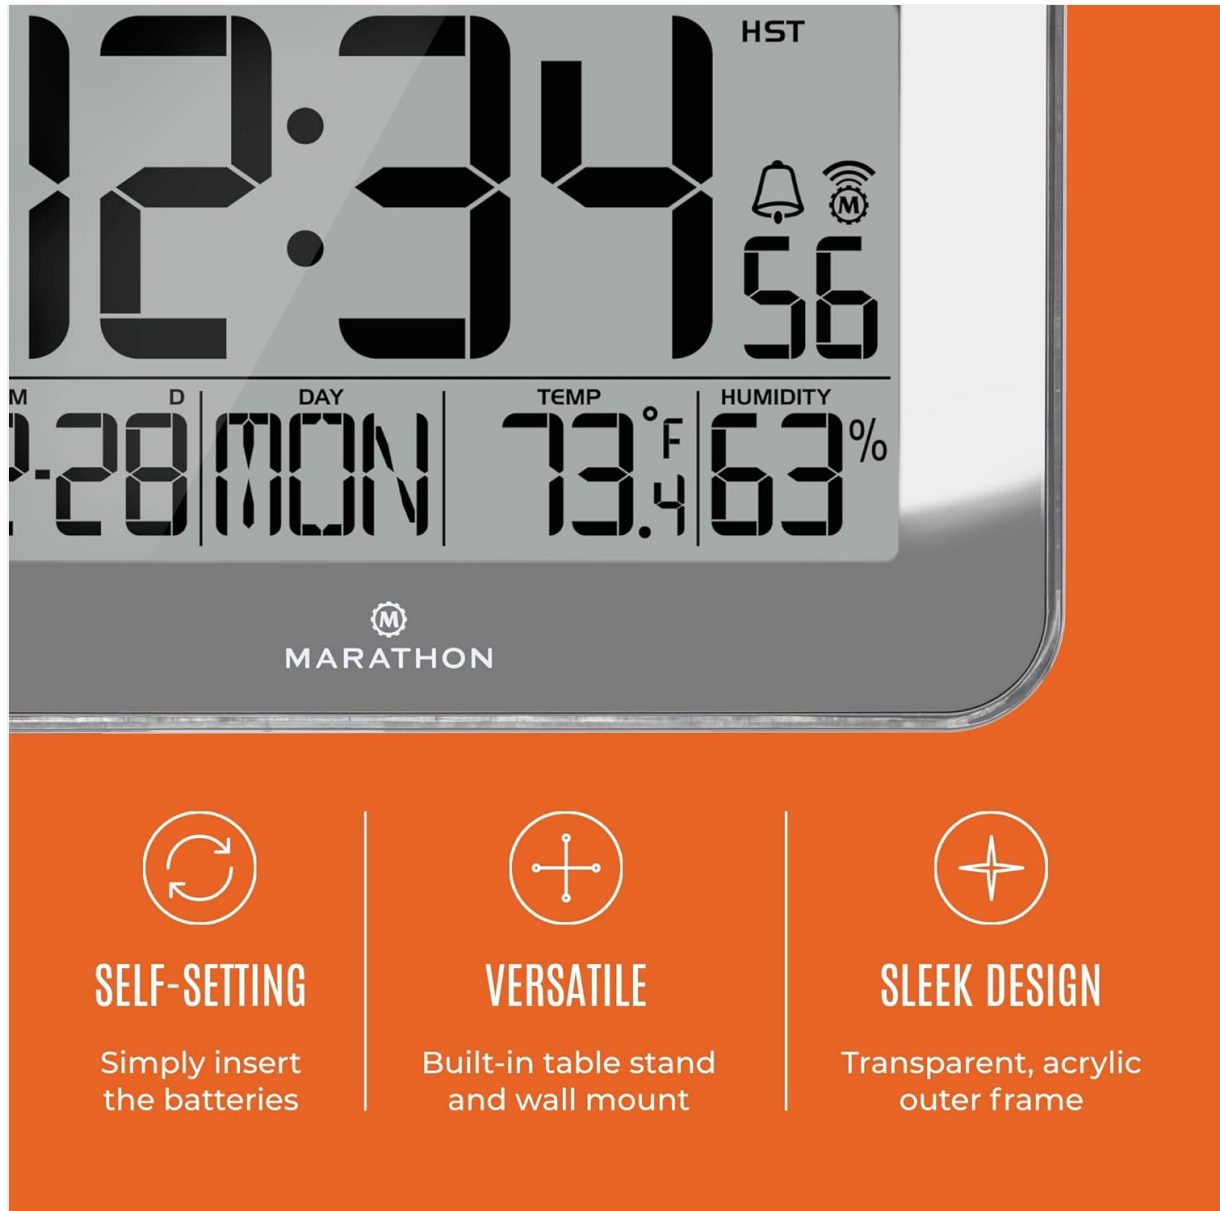 HST
12:34
M
56
M D DAY TEMP HUMIDITY
-28 MON 73.4°F 63%
M
MARATHON
SELF-SETTING
VERSATILE
SLEEK DESIGN
Simply insert
the batteries
Built-in table stand
and wall mount
Transparent, acrylic
outer frame